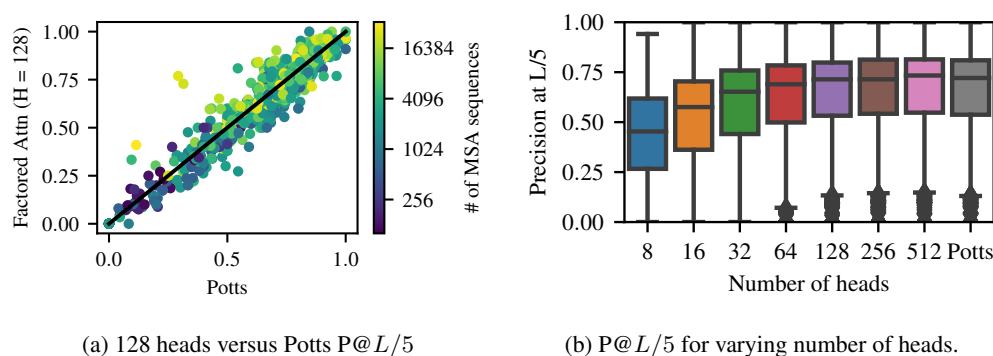 Factored Attn (H = 128)
1.00
0.75
0.50
0.25
0.00
0.0
0.5
1.0
Potts
16384
4096
1024
256
# of MSA sequences
(a) 128 heads versus Potts P@L/5
Precision at L/5
1.00
0.75
0.50
0.25
0.00
8 16 32 64 128 256 512 Potts
Number of heads
(b) P@L/5 for varying number of heads.